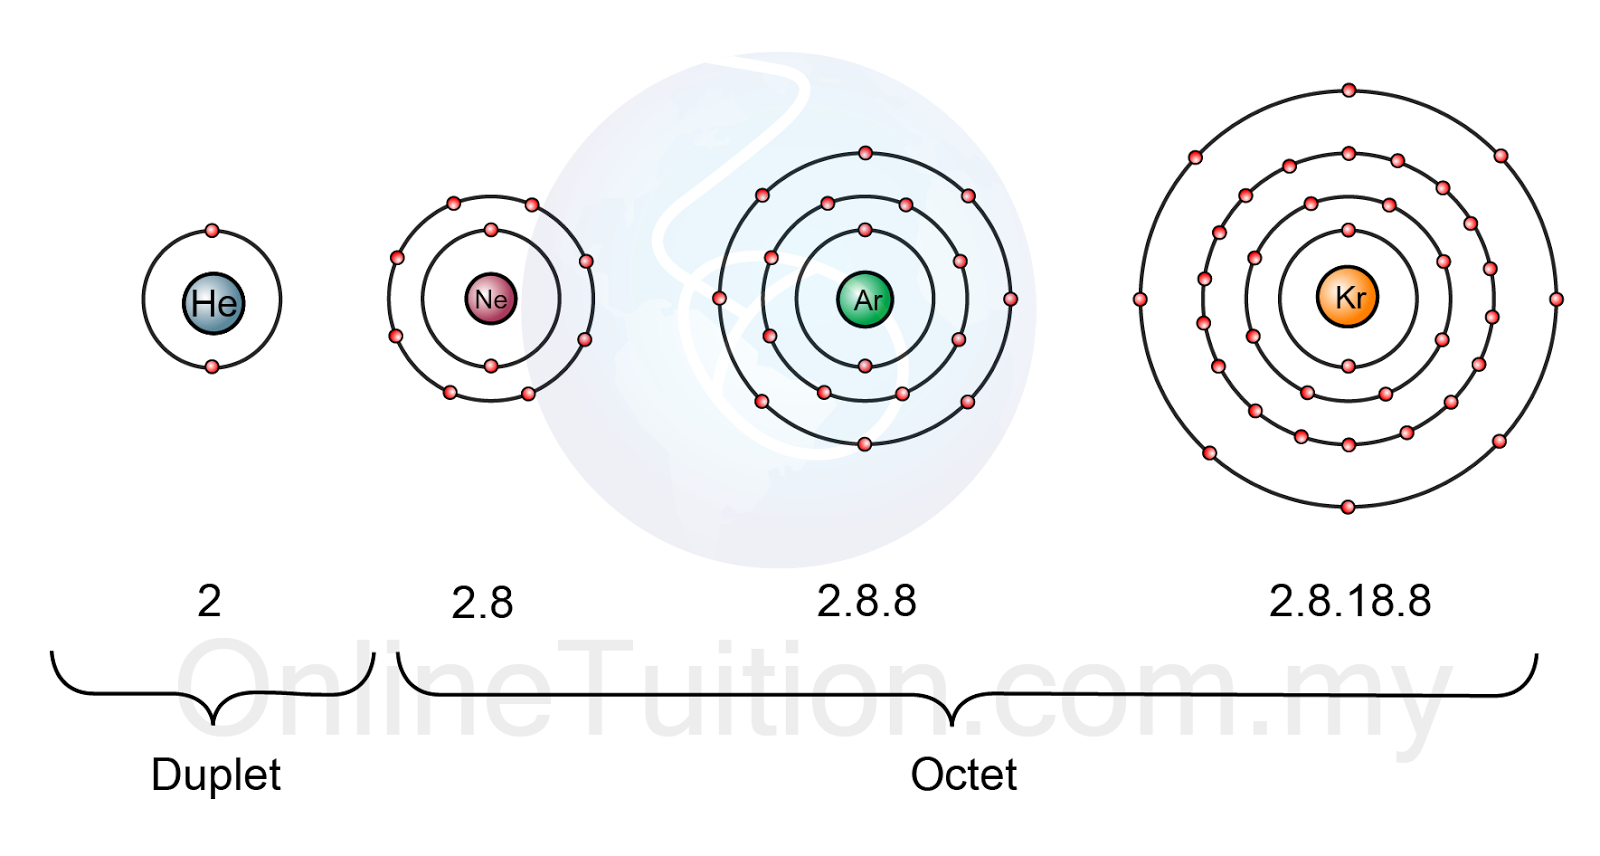 He
Ne
Ar
Kr
2
2.8
2.8.8
2.8.18.8
OnlineTuition.com.my
Duplet
Octet